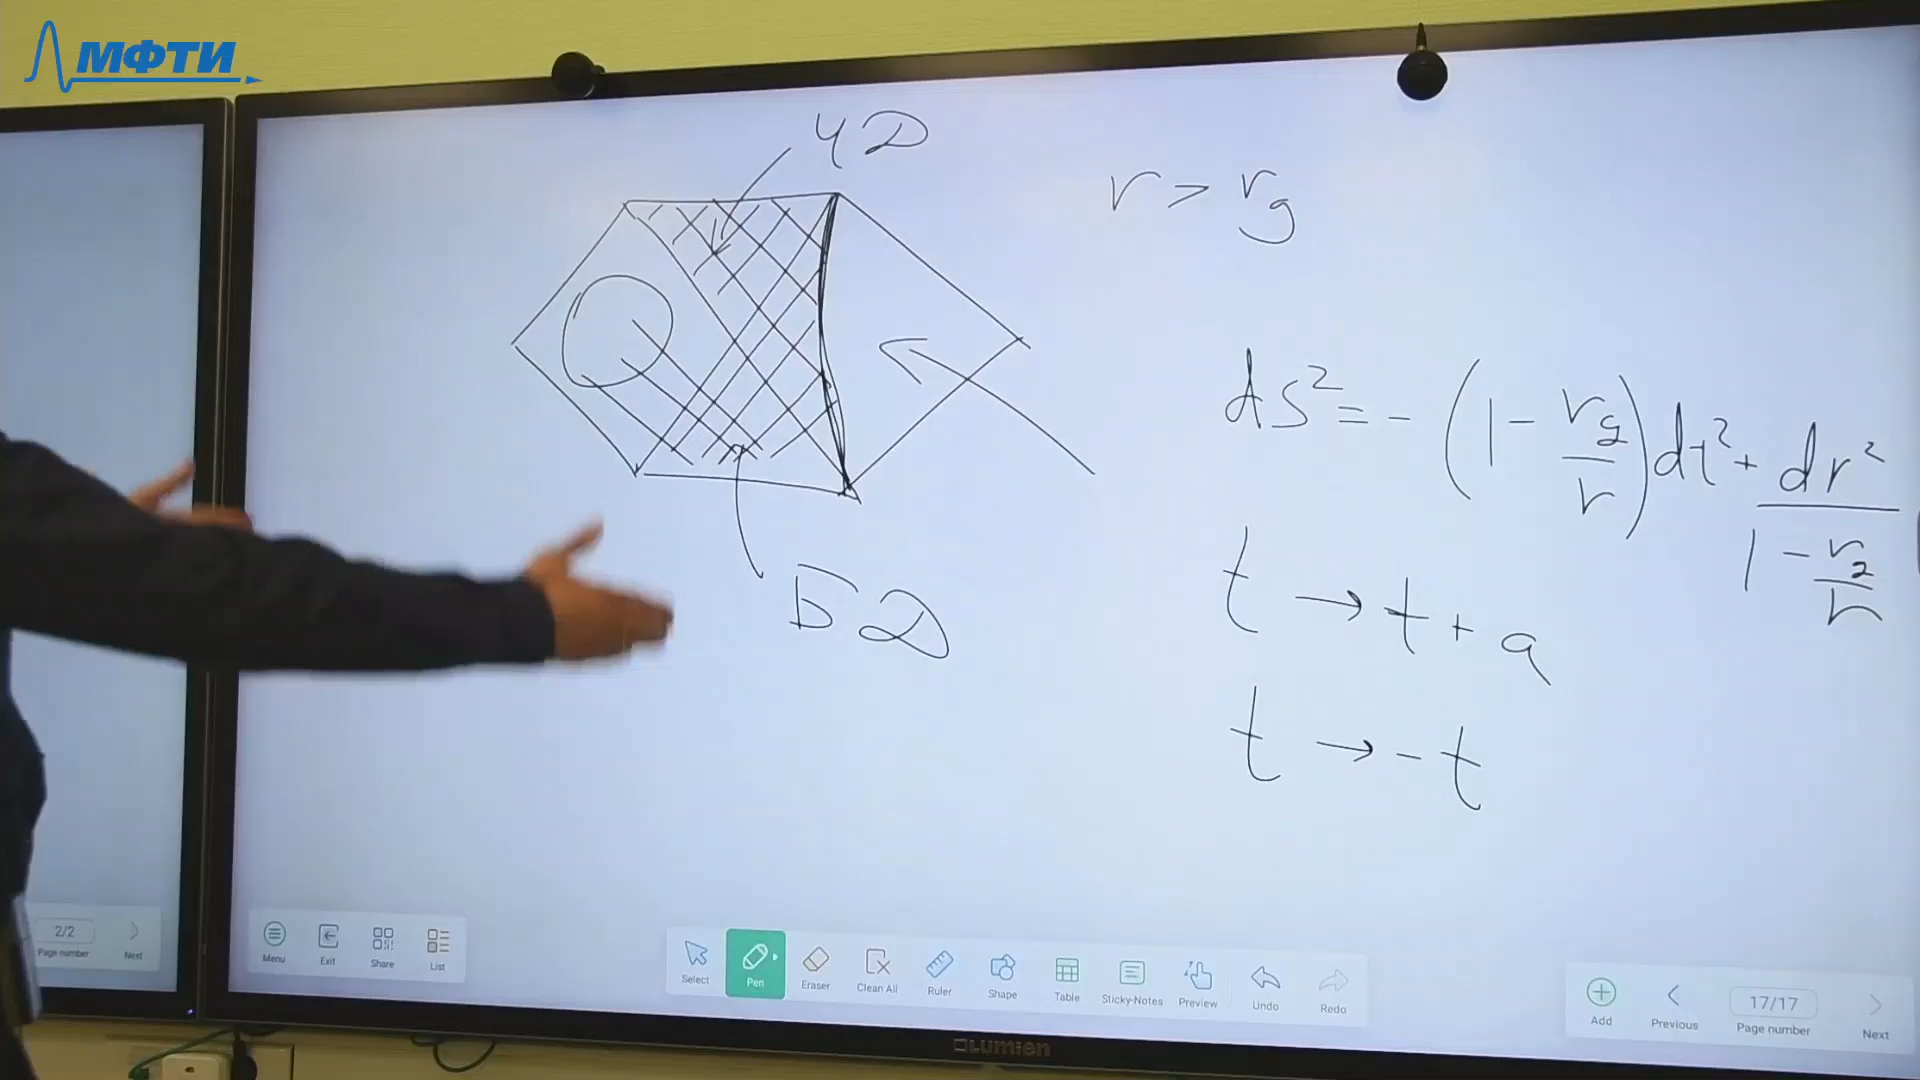 МФТИ
ЧД
r > r_g
ds² = - (1 - r_g/r) dt² + dr²/(1 - r_g/r)
БД
t → t + a
t → - t
2/2
Page number
Next
Menu
Exit
Share
List
Select
Pen
Eraser
Clean All
Ruler
Shape
Table
Sticky-Notes
Preview
Undo
Redo
Add
Previous
17/17
Page number
Next
Lumien